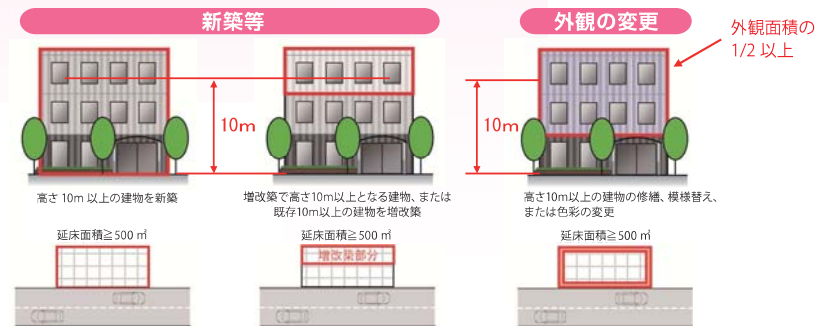 新築等
外観の変更
外観面積の
1/2 以上
10m
10m
高さ 10m 以上の建物を新築
増改築で高さ10m以上となる建物、または
既存10m以上の建物を増改築
高さ10m以上の建物の修繕、模様替え、
または色彩の変更
延床面積≧500 ㎡
延床面積≧500 ㎡
延床面積≧500 ㎡
増改築部分